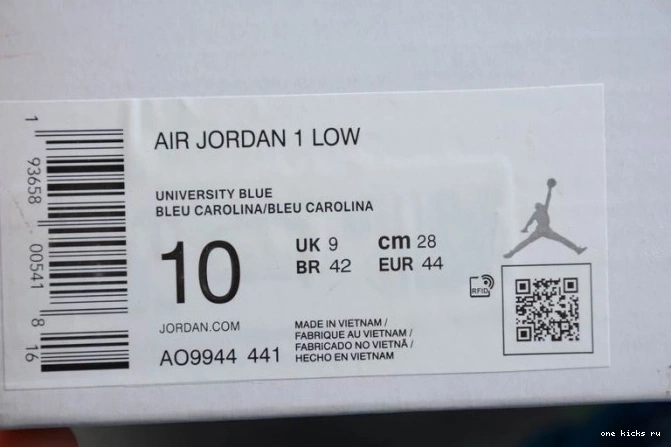 AIR JORDAN 1 LOW
UNIVERSITY BLUE
BLEU CAROLINA/BLEU CAROLINA
10
UK 9 cm 28
BR 42 EUR 44
RFID
JORDAN.COM
AO9944 441
MADE IN VIETNAM /
FABRIQUE AU VIETNAM /
FABRICADO NO VIETNÃ /
HECHO EN VIETNAM
1 93658 00541 8 16
one kicks ru